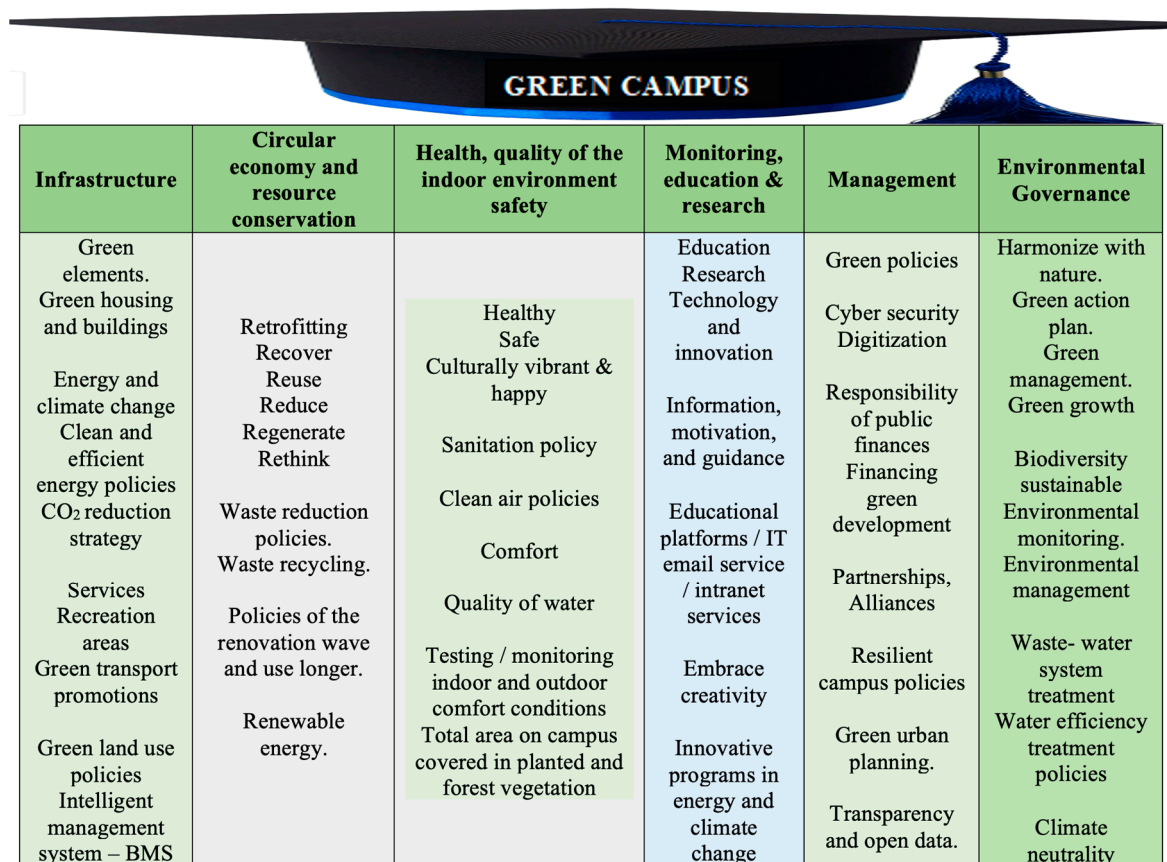 GREEN CAMPUS
Infrastructure
Circular
economy and
resource
conservation
Health, quality of the
indoor environment
safety
Monitoring,
education &
research
Management
Environmental
Governance
Green
elements.
Green housing
and buildings
Energy and
climate change
Clean and
efficient
energy policies
CO₂ reduction
strategy
Services
Recreation
areas
Green transport
promotions
Green land use
policies
Intelligent
management
system – BMS
Retrofitting
Recover
Reuse
Reduce
Regenerate
Rethink
Waste reduction
policies.
Waste recycling.
Policies of the
renovation wave
and use longer.
Renewable
energy.
Healthy
Safe
Culturally vibrant &
happy
Sanitation policy
Clean air policies
Comfort
Quality of water
Testing / monitoring
indoor and outdoor
comfort conditions
Total area on campus
covered in planted and
forest vegetation
Education
Research
Technology
and
innovation
Information,
motivation,
and guidance
Educational
platforms / IT
email service
/ intranet
services
Embrace
creativity
Innovative
programs in
energy and
climate
change
Green policies
Cyber security
Digitization
Responsibility
of public
finances
Financing
green
development
Partnerships,
Alliances
Resilient
campus policies
Green urban
planning.
Transparency
and open data.
Harmonize with
nature.
Green action
plan.
Green
management.
Green growth
Biodiversity
sustainable
Environmental
monitoring.
Environmental
management
Waste- water
system
treatment
Water efficiency
treatment
policies
Climate
neutrality